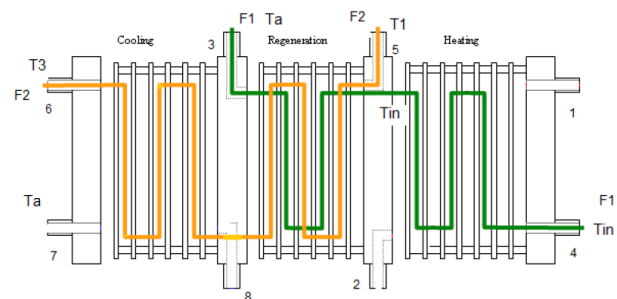 F1 Ta F2 T1
Cooling 3 Regeneration 5 Heating
T3
F2 6 1
Tin
Ta F1
Tin
7 4
8 2